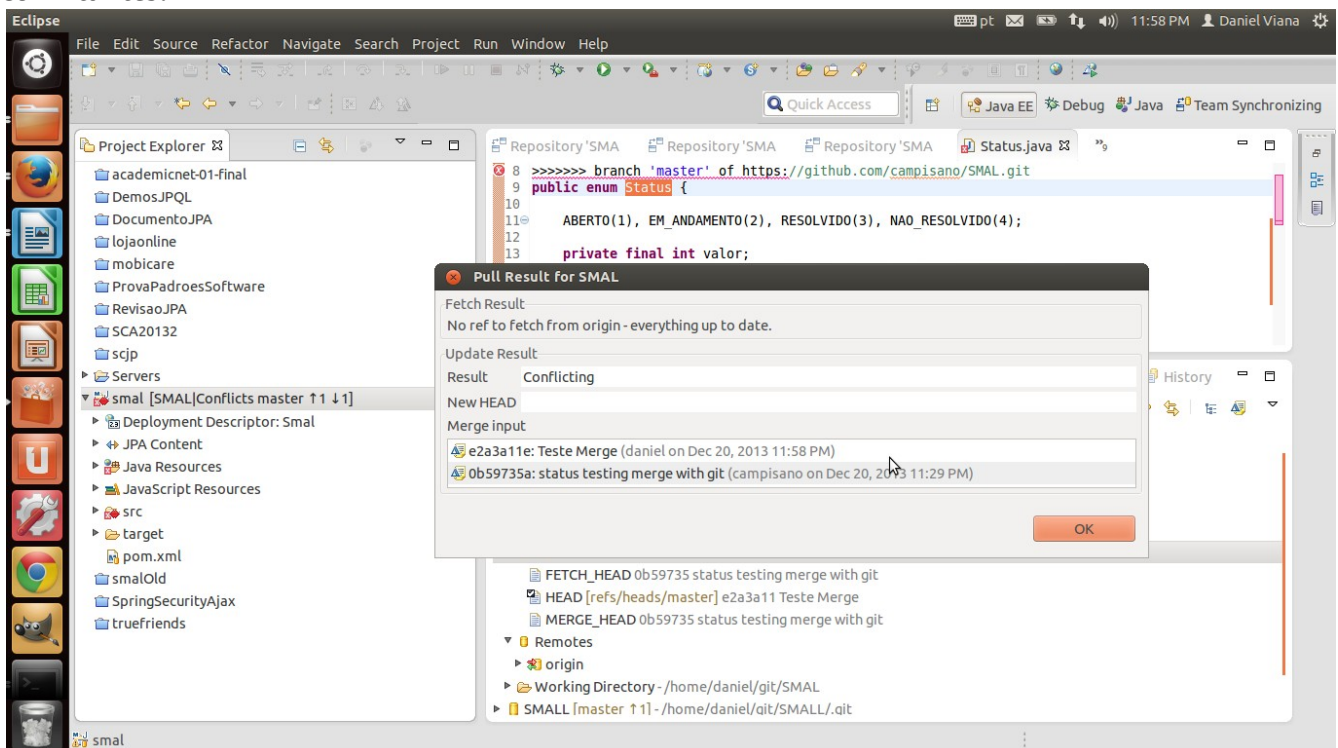 Eclipse
pt
11:58 PM
Daniel Viana
File Edit Source Refactor Navigate Search Project Run Window Help
Quick Access
Java EE
Debug
Java
Team Synchronizing
Project Explorer
academicnet-01-final
DemosJPQL
DocumentoJPA
lojaonline
mobicare
ProvaPadroesSoftware
RevisaoJPA
SCA20132
scjp
Servers
smal [SMAL|Conflicts master ↑1 ↓1]
Deployment Descriptor: Smal
JPA Content
Java Resources
JavaScript Resources
src
target
pom.xml
smalOld
SpringSecurityAjax
truefriends
Repository 'SMA
Repository 'SMA
Repository 'SMA
Status.java
»9
8 >>>>>>> branch 'master' of https://github.com/campisano/SMAL.git
9 public enum Status {
10
11 ABERTO(1), EM_ANDAMENTO(2), RESOLVIDO(3), NAO_RESOLVIDO(4);
12
13 private final int valor;
Pull Result for SMAL
Fetch Result
No ref to fetch from origin - everything up to date.
Update Result
Result Conflicting
New HEAD
Merge input
e2a3a11e: Teste Merge (daniel on Dec 20, 2013 11:58 PM)
0b59735a: status testing merge with git (campisano on Dec 20, 2013 11:29 PM)
OK
History
FETCH_HEAD 0b59735 status testing merge with git
HEAD [refs/heads/master] e2a3a11 Teste Merge
MERGE_HEAD 0b59735 status testing merge with git
Remotes
origin
Working Directory - /home/daniel/git/SMAL
SMALL [master ↑1] - /home/daniel/git/SMALL/.git
smal